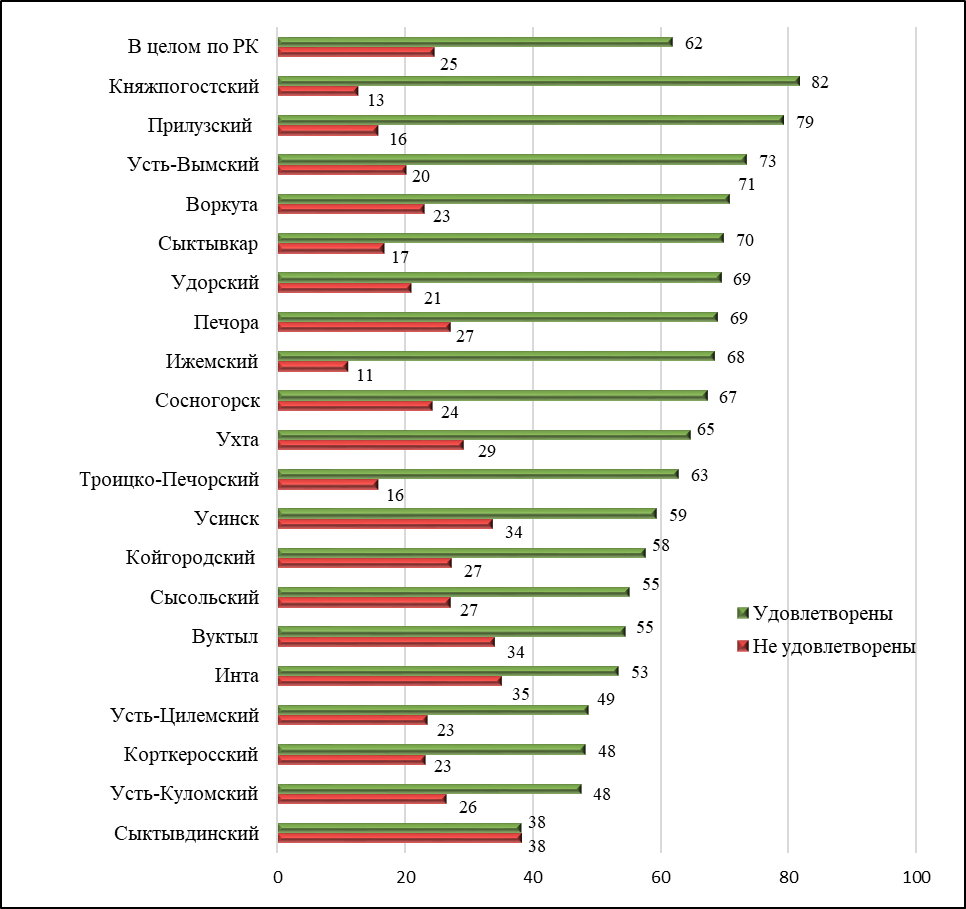 В целом по РК
62
25
Княжпогостский
82
13
Прилузский
79
16
Усть-Вымский
73
20
Воркута
71
23
Сыктывкар
70
17
Удорский
69
21
Печора
69
27
Ижемский
68
11
Сосногорск
67
24
Ухта
65
29
Троицко-Печорский
63
16
Усинск
59
34
Койгородский
58
27
Сысольский
55
27
Вуктыл
55
34
Инта
53
35
Усть-Цилемский
49
23
Корткеросский
48
23
Усть-Куломский
48
26
Сыктывдинский
38
38
Удовлетворены
Не удовлетворены
0 20 40 60 80 100